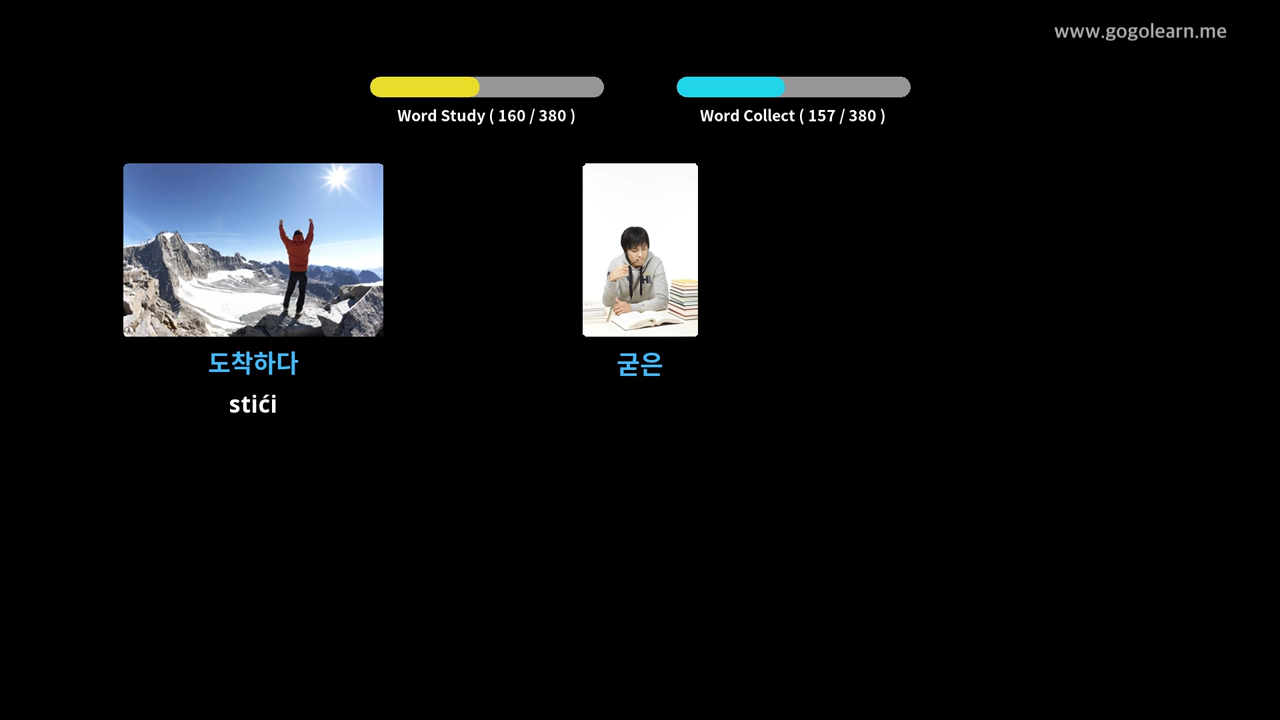 www.gogolearn.me
Word Study ( 160 / 380 )
Word Collect ( 157 / 380 )
도착하다
굳은
stići